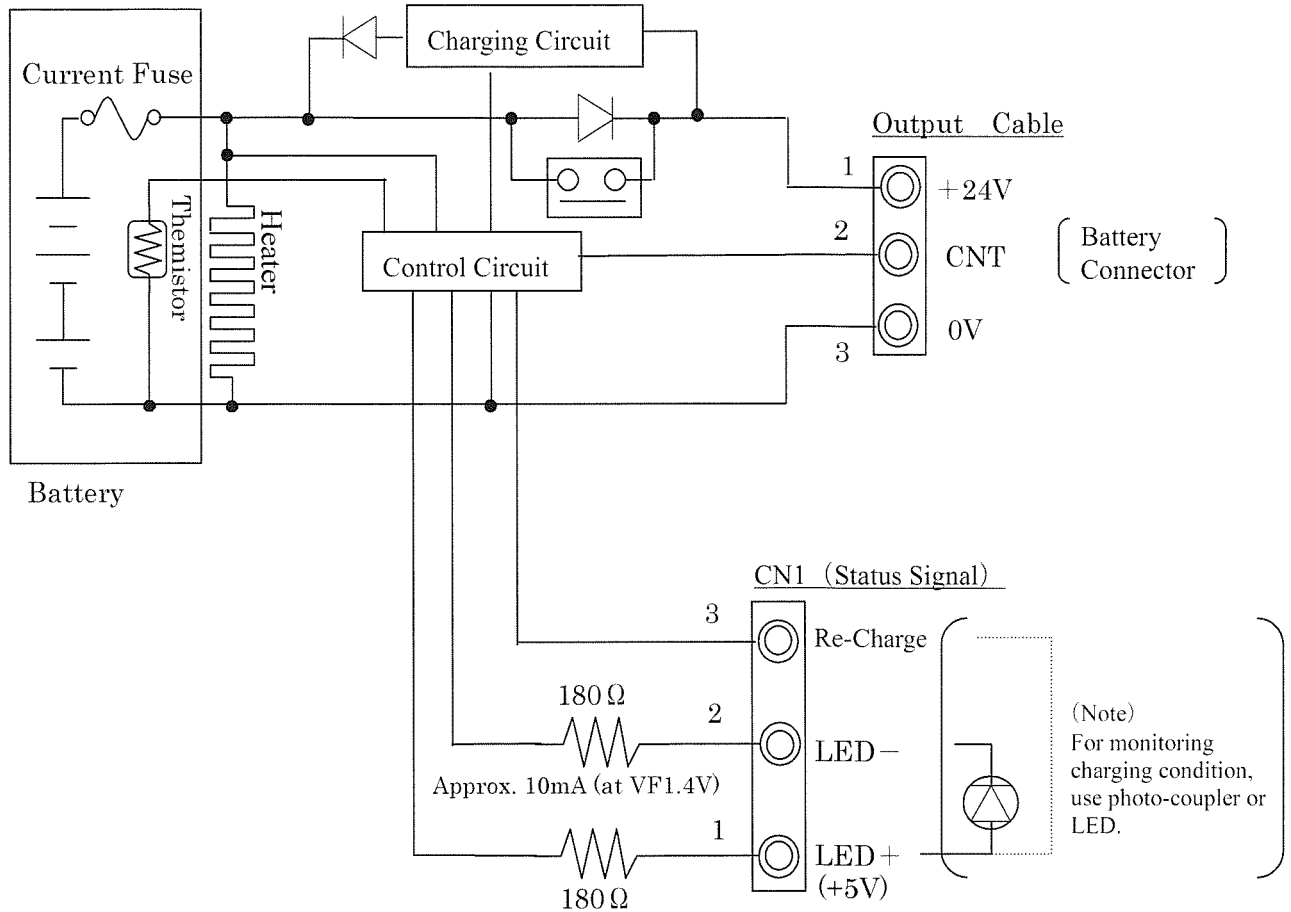 Charging Circuit
Current Fuse
Output Cable
1
+24V
Themistor
Heater
2
CNT
Battery
Connector
Control Circuit
0V
3
Battery
CN1 (Status Signal)
3
Re-Charge
180Ω
2
LED−
(Note)
For monitoring
charging condition,
use photo-coupler or
LED.
Approx. 10mA (at VF1.4V)
1
LED+
(+5V)
180Ω